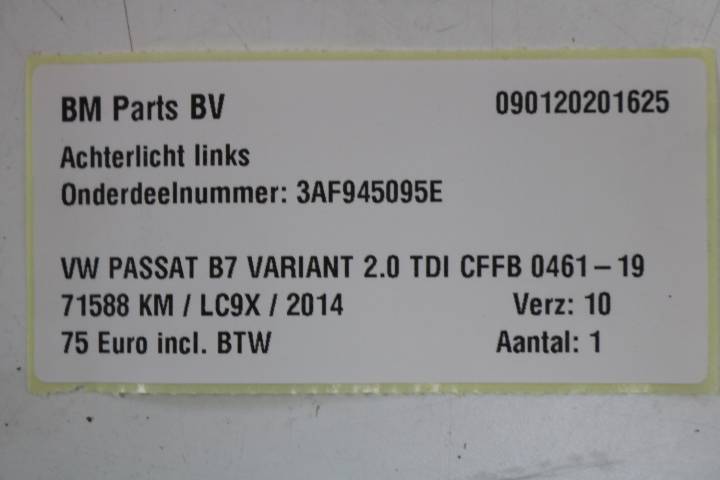 BM Parts BV 090120201625
Achterlicht links
Onderdeelnummer: 3AF945095E
VW PASSAT B7 VARIANT 2.0 TDI CFFB 0461-19
71588 KM / LC9X / 2014 Verz: 10
75 Euro incl. BTW Aantal: 1